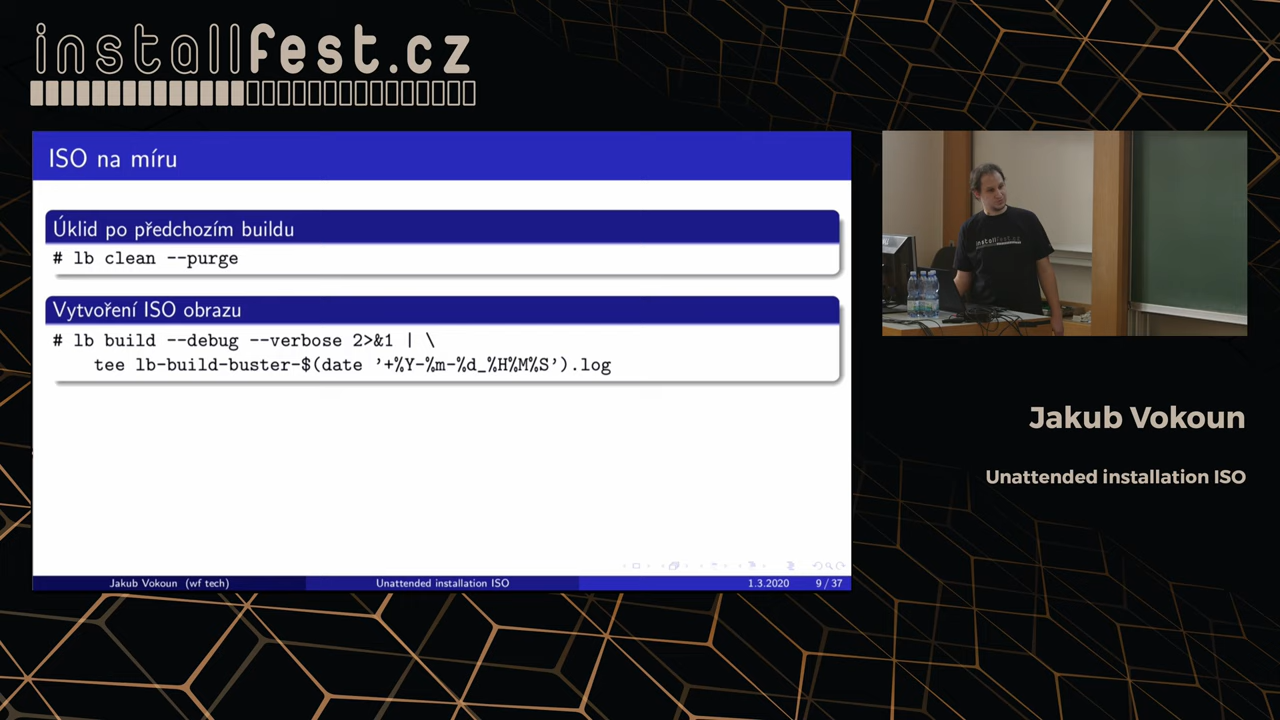 installfest.cz
ISO na míru
Úklid po předchozím buildu
# lb clean --purge
Vytvoření ISO obrazu
# lb build --debug --verbose 2>&1 | \
tee lb-build-buster-$(date '+%Y-%m-%d_%H%M%S').log
Jakub Vokoun (wf tech)
Unattended installation ISO
1.3.2020
9 / 37
installfest.cz
Jakub Vokoun
Unattended installation ISO